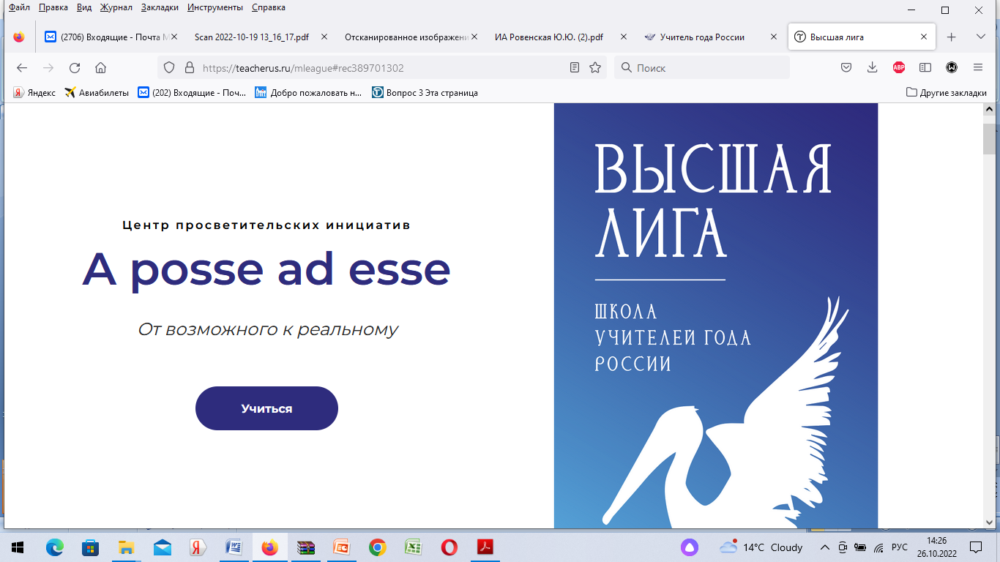 Файл Правка Вид Журнал Закладки Инструменты Справка
(2706) Входящие - Почта M
Scan 2022-10-19 13_16_17.pdf
Отсканированное изображени
ИА Ровенская Ю.Ю. (2).pdf
Учитель года России
Высшая лига
https://teacherus.ru/mleague#rec389701302
Поиск
ABP
Яндекс
Авиабилеты
(202) Входящие - Поч...
Добро пожаловать н...
Вопрос 3 Эта страница
Другие закладки
Центр просветительских инициатив
A posse ad esse
От возможного к реальному
Учиться
ВЫСШАЯ
ЛИГА
ШКОЛА
УЧИТЕЛЕЙ ГОДА
РОССИИ
14°C Cloudy
РУС
14:26
26.10.2022